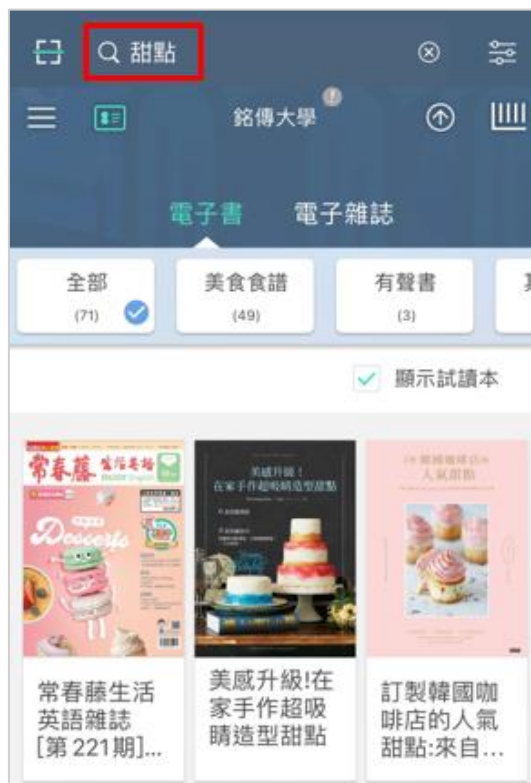 甜點
銘傳大學
電子書 電子雜誌
全部
(71)
美食食譜
(49)
有聲書
(3)
顯示試讀本
常春藤 生活英語
ENJOY English
Desserts
美感升級!
在家手作超吸睛造型甜點
訂製韓國咖啡店的
人氣甜點
常春藤生活
英語雜誌
[第 221期]...
美感升級!在
家手作超吸
睛造型甜點
訂製韓國咖
啡店的人氣
甜點:來自...